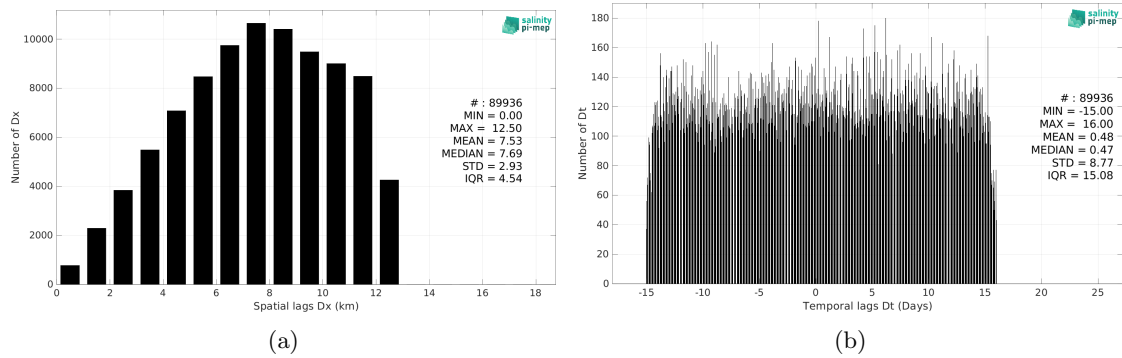 salinity
pi-mep
10000
8000
6000
4000
2000
0
Number of Dx
# : 89936
MIN = 0.00
MAX = 12.50
MEAN = 7.53
MEDIAN = 7.69
STD = 2.93
IQR = 4.54
0 2 4 6 8 10 12 14 16 18
Spatial lags Dx (km)
(a)
salinity
pi-mep
180
160
140
120
100
80
60
40
20
0
Number of Dt
# : 89936
MIN = -15.00
MAX = 16.00
MEAN = 0.48
MEDIAN = 0.47
STD = 8.77
IQR = 15.08
-15 -10 -5 0 5 10 15 20 25
Temporal lags Dt (Days)
(b)